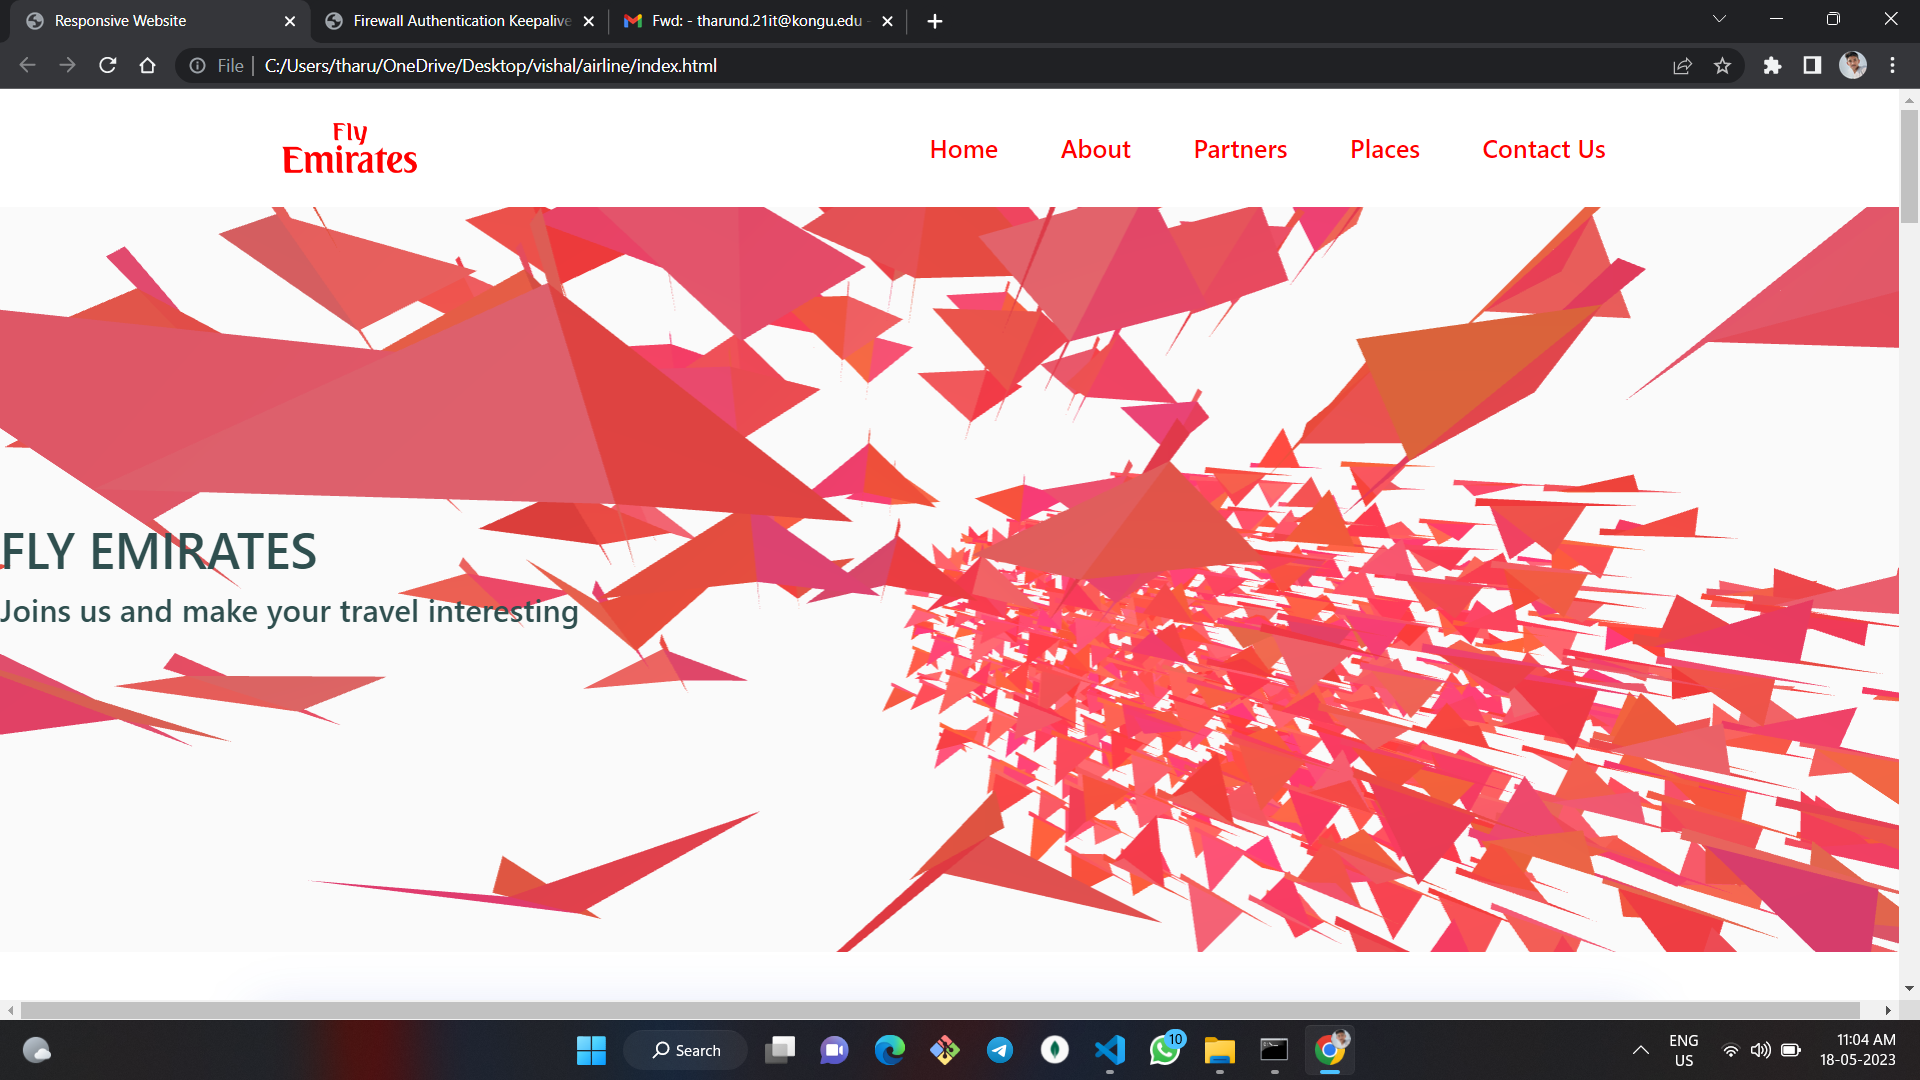 Responsive Website
Firewall Authentication Keepalive
Fwd: - tharund.21it@kongu.edu -
File
C:/Users/tharu/OneDrive/Desktop/vishal/airline/index.html
Fly
Emirates
Home
About
Partners
Places
Contact Us
FLY EMIRATES
Joins us and make your travel interesting
Search
10
ENG
US
11:04 AM
18-05-2023